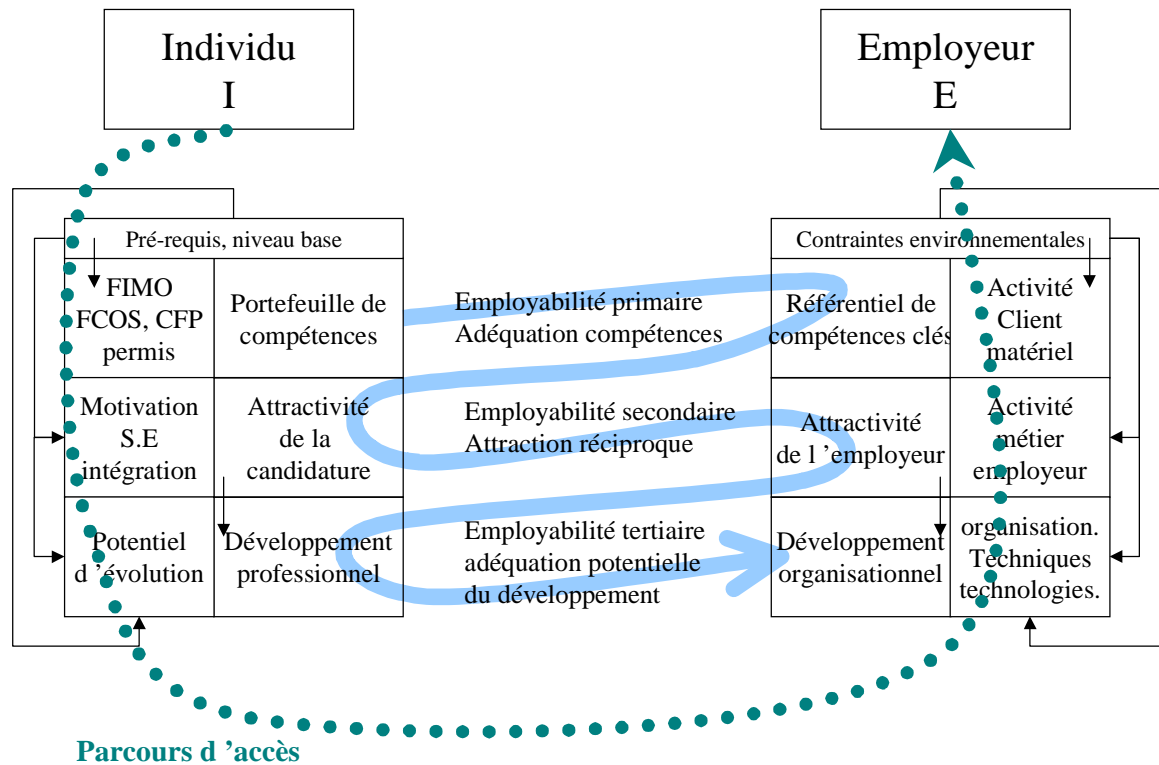 Individu
I
Employeur
E
Pré-requis, niveau base
FIMO
FCOS, CFP
permis
Portefeuille de
compétences
Motivation
S.E
intégration
Attractivité
de la
candidature
Potentiel
d ’évolution
Développement
professionnel
Employabilité primaire
Adéquation compétences
Employabilité secondaire
Attraction réciproque
Employabilité tertiaire
adéquation potentielle
du développement
Contraintes environnementales
Référentiel de
compétences clés
Activité
Client
matériel
Attractivité
de l ’employeur
Activité
métier
employeur
Développement
organisationnel
organisation.
Techniques
technologies.
Parcours d ’accès